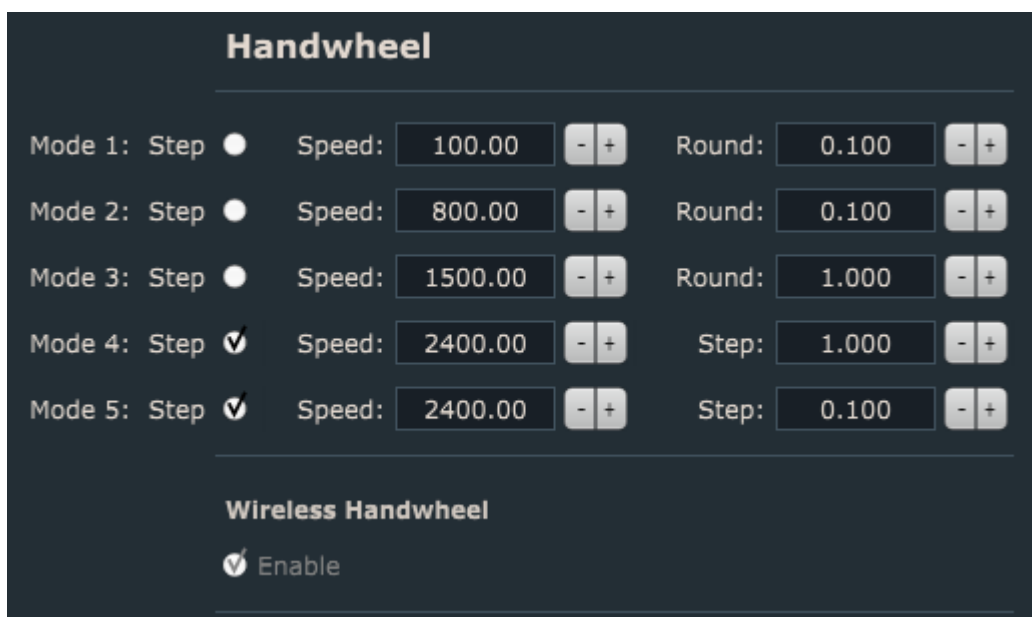 Handwheel
Mode 1: Step Speed: 100.00 - + Round: 0.100 - +
Mode 2: Step Speed: 800.00 - + Round: 0.100 - +
Mode 3: Step Speed: 1500.00 - + Round: 1.000 - +
Mode 4: Step Speed: 2400.00 - + Step: 1.000 - +
Mode 5: Step Speed: 2400.00 - + Step: 0.100 - +
Wireless Handwheel
Enable